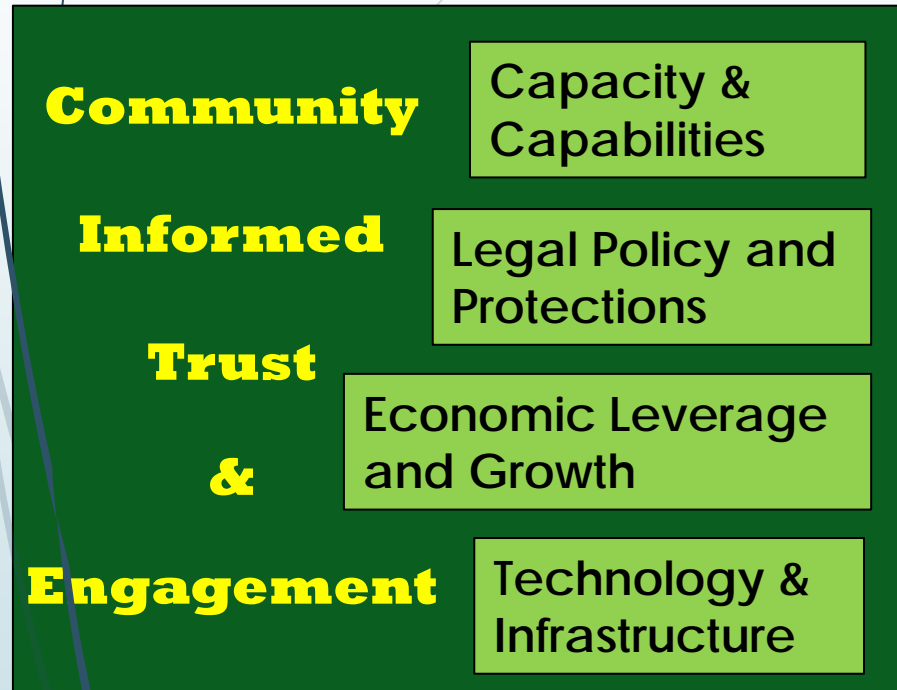 Community
Informed
Trust
&
Engagement
Capacity &
Capabilities
Legal Policy and
Protections
Economic Leverage
and Growth
Technology &
Infrastructure